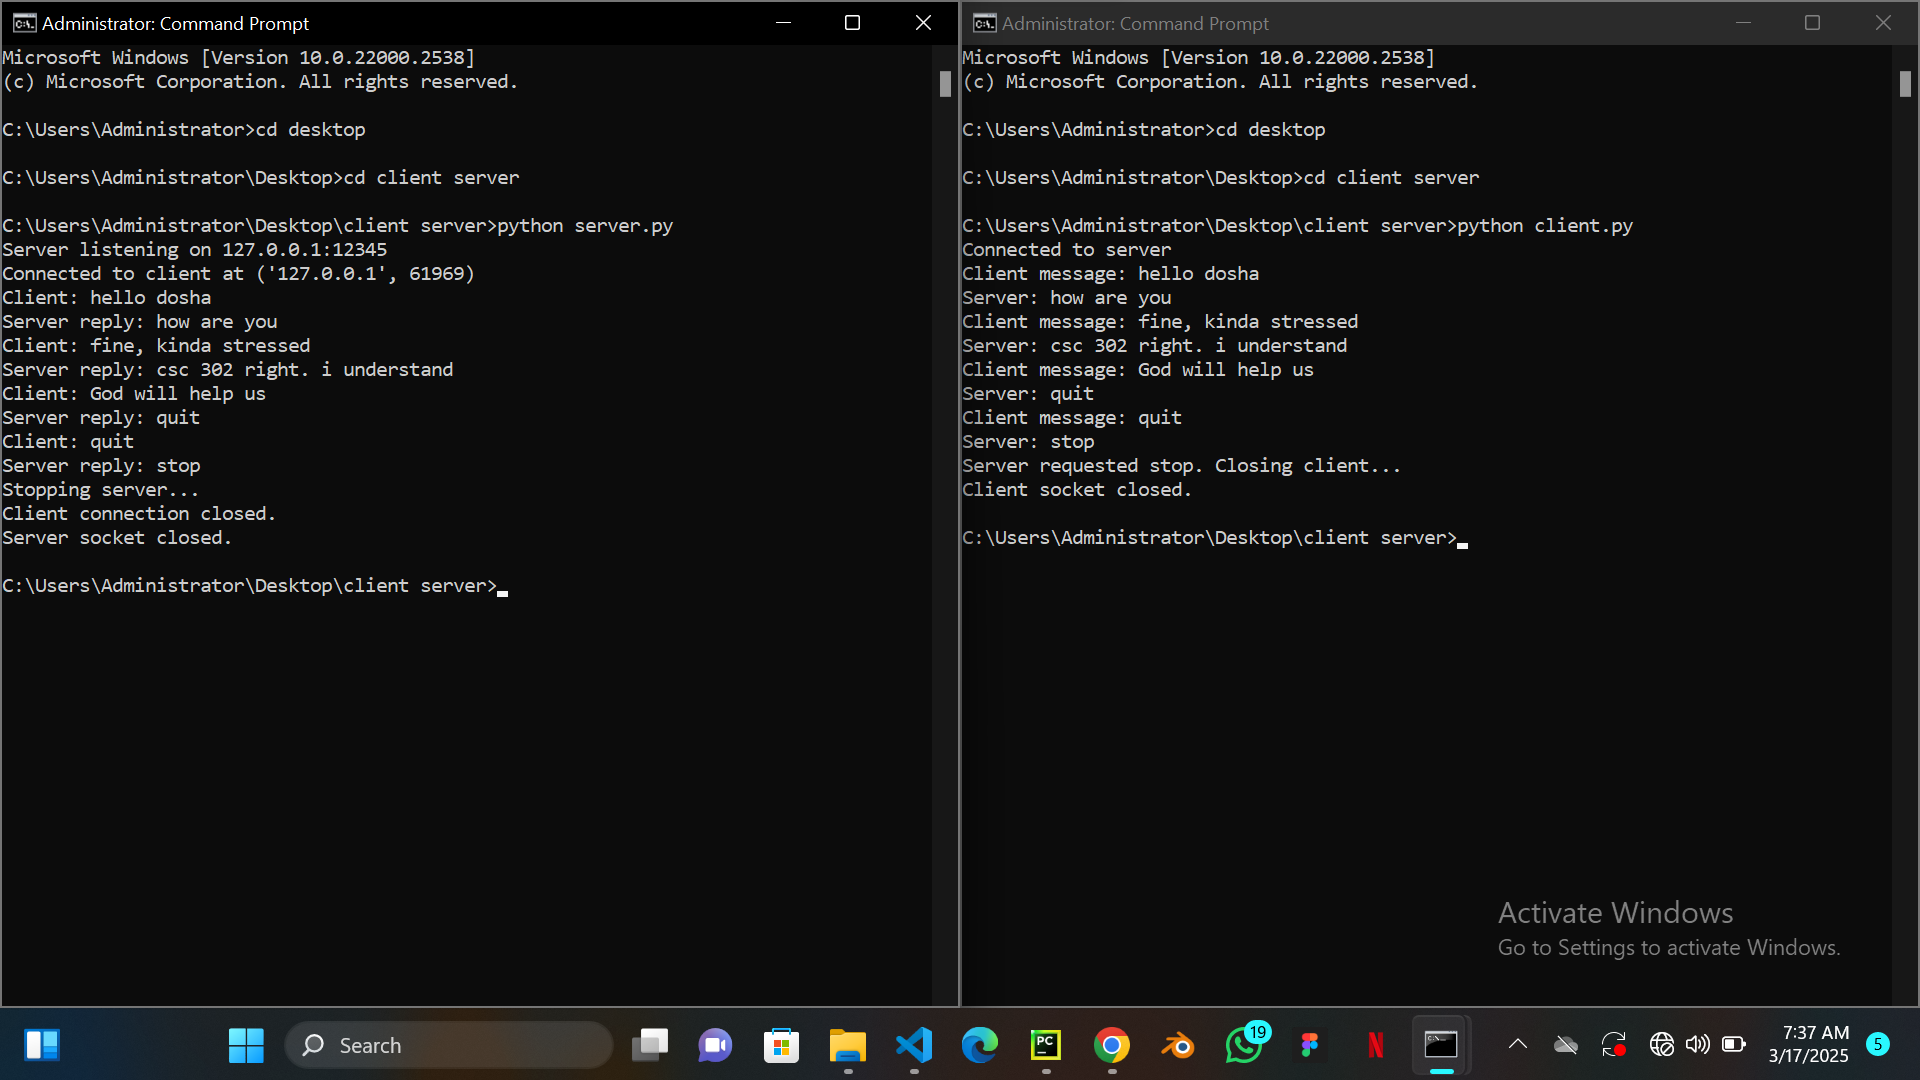 Administrator: Command Prompt
Microsoft Windows [Version 10.0.22000.2538]
(c) Microsoft Corporation. All rights reserved.
C:\Users\Administrator>cd desktop
C:\Users\Administrator\Desktop>cd client server
C:\Users\Administrator\Desktop\client server>python server.py
Server listening on 127.0.0.1:12345
Connected to client at ('127.0.0.1', 61969)
Client: hello dosha
Server reply: how are you
Client: fine, kinda stressed
Server reply: csc 302 right. i understand
Client: God will help us
Server reply: quit
Client: quit
Server reply: stop
Stopping server...
Client connection closed.
Server socket closed.
C:\Users\Administrator\Desktop\client server>
Administrator: Command Prompt
Microsoft Windows [Version 10.0.22000.2538]
(c) Microsoft Corporation. All rights reserved.
C:\Users\Administrator>cd desktop
C:\Users\Administrator\Desktop>cd client server
C:\Users\Administrator\Desktop\client server>python client.py
Connected to server
Client message: hello dosha
Server: how are you
Client message: fine, kinda stressed
Server: csc 302 right. i understand
Client message: God will help us
Server: quit
Client message: quit
Server: stop
Server requested stop. Closing client...
Client socket closed.
C:\Users\Administrator\Desktop\client server>
Activate Windows
Go to Settings to activate Windows.
Search
PC
19
N
7:37 AM
3/17/2025
5